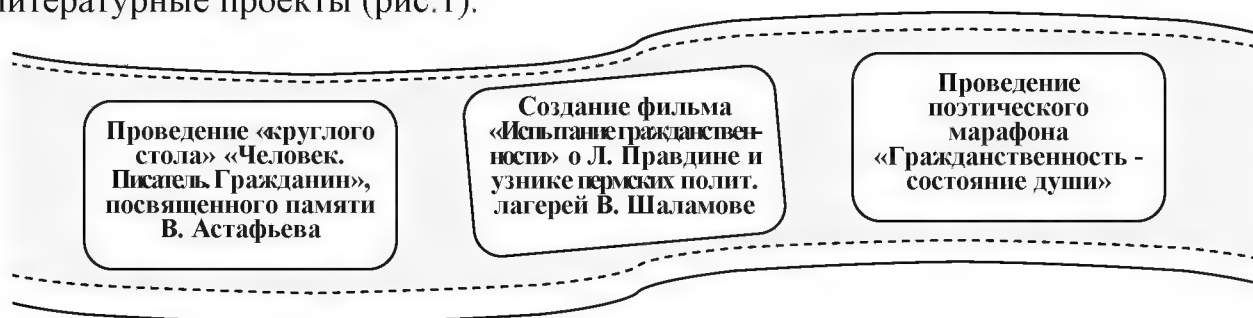 литературные проекты (рис.1).
Проведение «круглого
стола» «Человек.
Писатель. Гражданин»,
посвященного памяти
В. Астафьева
Создание фильма
«Испытание гражданствен-
ности» о Л. Правдине и
узнике пермских полит.
лагерей В. Шаламове
Проведение
поэтического
марафона
«Гражданственность -
состояние души»